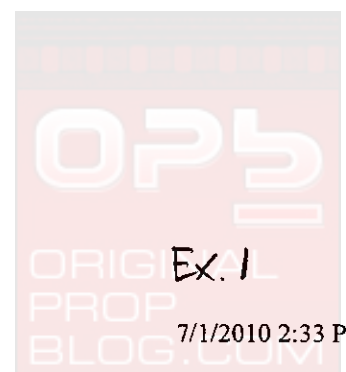 OPb
ORIGINAL
Ex. 1
PROP
7/1/2010 2:33 P
BLOG.COM